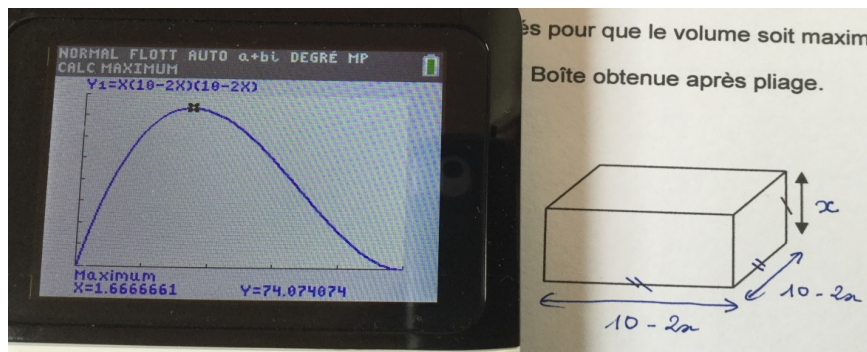 NORMAL FLOTT AUTO a+bi DEGRÉ MP
CALC MAXIMUM
Y1=X(10-2X)(10-2X)
Maximum
X=1.6666661 Y=74.074074
és pour que le volume soit maxim
Boîte obtenue après pliage.
x
10-2x
10-2x